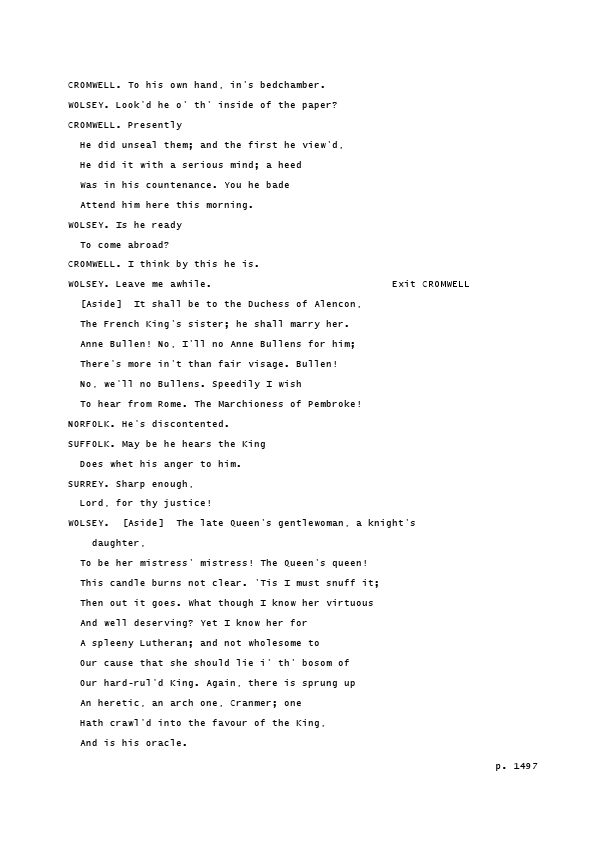 CROMWELL. To his own hand, in's bedchamber.
WOLSEY. Look'd he o' th' inside of the paper?
CROMWELL. Presently
He did unseal them; and the first he view'd,
He did it with a serious mind; a heed
Was in his countenance. You he bade
Attend him here this morning.
WOLSEY. Is he ready
To come abroad?
CROMWELL. I think by this he is.
WOLSEY. Leave me awhile. Exit CROMWELL
[Aside] It shall be to the Duchess of Alencon,
The French King's sister; he shall marry her.
Anne Bullen! No, I'll no Anne Bullens for him;
There's more in't than fair visage. Bullen!
No, we'll no Bullens. Speedily I wish
To hear from Rome. The Marchioness of Pembroke!
NORFOLK. He's discontented.
SUFFOLK. May be he hears the King
Does whet his anger to him.
SURREY. Sharp enough,
Lord, for thy justice!
WOLSEY. [Aside] The late Queen's gentlewoman, a knight's
daughter,
To be her mistress' mistress! The Queen's queen!
This candle burns not clear. 'Tis I must snuff it;
Then out it goes. What though I know her virtuous
And well deserving? Yet I know her for
A spleeny Lutheran; and not wholesome to
Our cause that she should lie i' th' bosom of
Our hard-rul'd King. Again, there is sprung up
An heretic, an arch one, Cranmer; one
Hath crawl'd into the favour of the King,
And is his oracle.
p. 1497